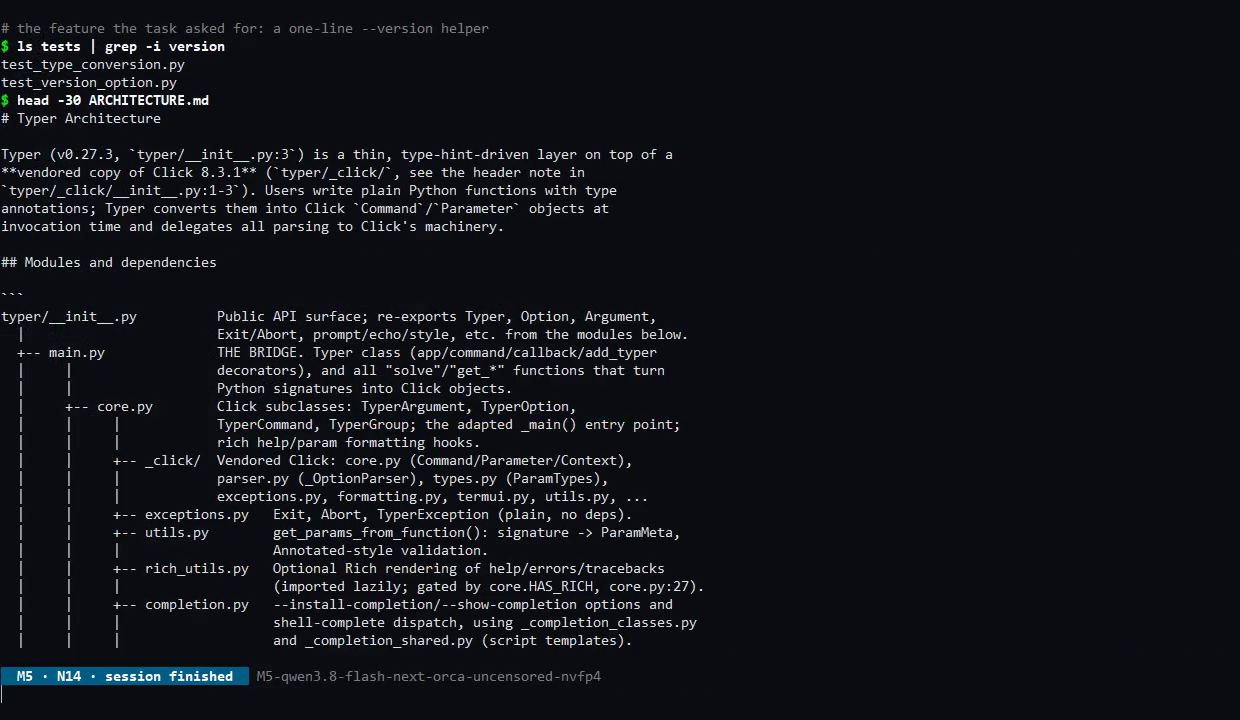 # the feature the task asked for: a one-line --version helper
$ ls tests | grep -i version
test_type_conversion.py
test_version_option.py
$ head -30 ARCHITECTURE.md
# Typer Architecture

Typer (v0.27.3, `typer/__init__.py:3`) is a thin, type-hint-driven layer on top of a
**vendored copy of Click 8.3.1** (`typer/_click/`, see the header note in
`typer/_click/__init__.py:1-3`). Users write plain Python functions with type
annotations; Typer converts them into Click `Command`/`Parameter` objects at
invocation time and delegates all parsing to Click's machinery.

## Modules and dependencies

```
typer/__init__.py          Public API surface; re-exports Typer, Option, Argument,
  |                        Exit/Abort, prompt/echo/style, etc. from the modules below.
  +-- main.py              THE BRIDGE. Typer class (app/command/callback/add_typer
  |     |                  decorators), and all "solve"/"get_*" functions that turn
  |     |                  Python signatures into Click objects.
  |     +-- core.py        Click subclasses: TyperArgument, TyperOption,
  |     |     |            TyperCommand, TyperGroup; the adapted _main() entry point;
  |     |     |            rich help/param formatting hooks.
  |     |     +-- _click/  Vendored Click: core.py (Command/Parameter/Context),
  |     |     |            parser.py (_OptionParser), types.py (ParamTypes),
  |     |     |            exceptions.py, formatting.py, termui.py, utils.py, ...
  |     |     +-- exceptions.py   Exit, Abort, TyperException (plain, no deps).
  |     |     +-- utils.py        get_params_from_function(): signature -> ParamMeta,
  |     |     |                   Annotated-style validation.
  |     |     +-- rich_utils.py   Optional Rich rendering of help/errors/tracebacks
  |     |     |                   (imported lazily; gated by core.HAS_RICH, core.py:27).
  |     |     +-- completion.py   --install-completion/--show-completion options and
  |     |     |                   shell-complete dispatch, using _completion_classes.py
  |     |     |                   and _completion_shared.py (script templates).

M5 · N14 · session finished M5-qwen3.8-flash-next-orca-uncensored-nvfp4